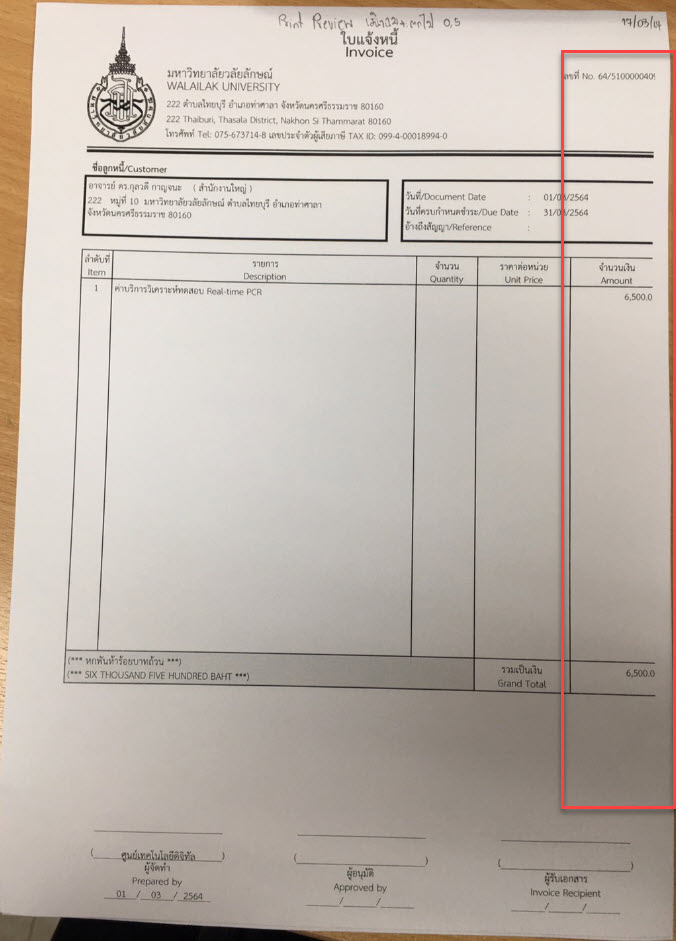 Print Review เส้นขวา+ตกไป 0,5
17/03/64
ใบแจ้งหนี้
Invoice
มหาวิทยาลัยวลัยลักษณ์
WALAILAK UNIVERSITY
222 ตำบลไทยบุรี อำเภอท่าศาลา จังหวัดนครศรีธรรมราช 80160
222 Thaiburi, Thasala District, Nakhon Si Thammarat 80160
โทรศัพท์ Tel: 075-673714-8 เลขประจำตัวผู้เสียภาษี TAX ID: 099-4-00018994-0
เลขที่ No. 64/510000040
ชื่อลูกหนี้/Customer
อาจารย์ ดร.กุลวดี กาญจนะ ( สำนักงานใหญ่ )
222 หมู่ที่ 10 มหาวิทยาลัยวลัยลักษณ์ ตำบลไทยบุรี อำเภอท่าศาลา
จังหวัดนครศรีธรรมราช 80160
วันที่/Document Date : 01/03/2564
วันที่ครบกำหนดชำระ/Due Date : 31/03/2564
อ้างถึงสัญญา/Reference :
ลำดับที่ รายการ จำนวน ราคาต่อหน่วย จำนวนเงิน
Item Description Quantity Unit Price Amount
1 ค่าบริการวิเคราะห์ทดสอบ Real-time PCR 6,500.0
(*** หกพันห้าร้อยบาทถ้วน ***) รวมเป็นเงิน 6,500.0
(*** SIX THOUSAND FIVE HUNDRED BAHT ***) Grand Total
( ศูนย์เทคโนโลยีดิจิทัล ) ( ) ( )
ผู้จัดทำ ผู้อนุมัติ ผู้รับเอกสาร
Prepared by Approved by Invoice Recipient
01 / 03 / 2564 / / / /